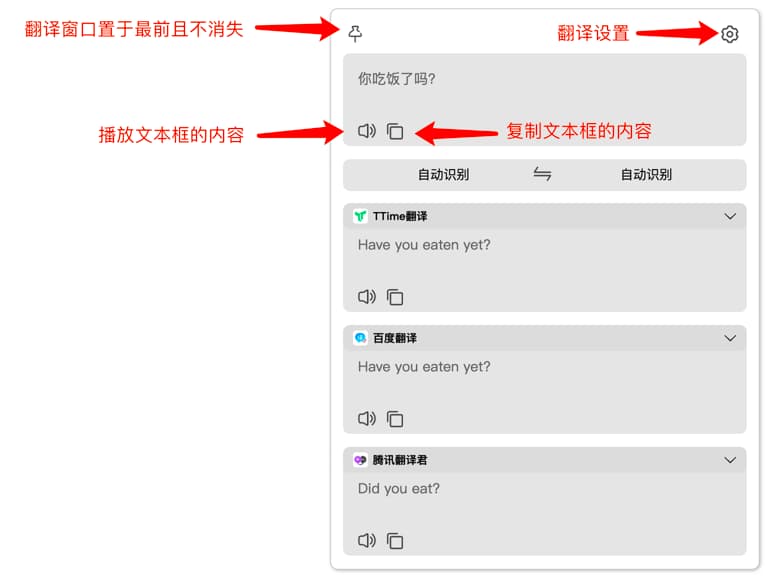 翻译窗口置于最前且不消失
翻译设置
你吃饭了吗?
播放文本框的内容
复制文本框的内容
自动识别 自动识别
TTime翻译
Have you eaten yet?
百度翻译
Have you eaten yet?
腾讯翻译君
Did you eat?